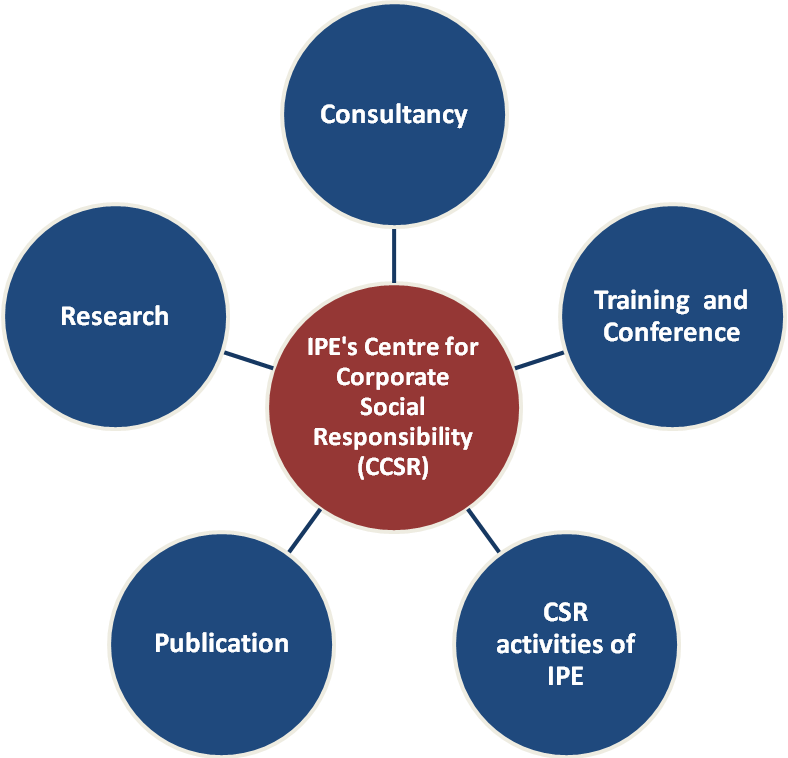 Consultancy
Training and
Conference
Research
IPE's Centre for
Corporate
Social
Responsibility
(CCSR)
Publication
CSR
activities of
IPE